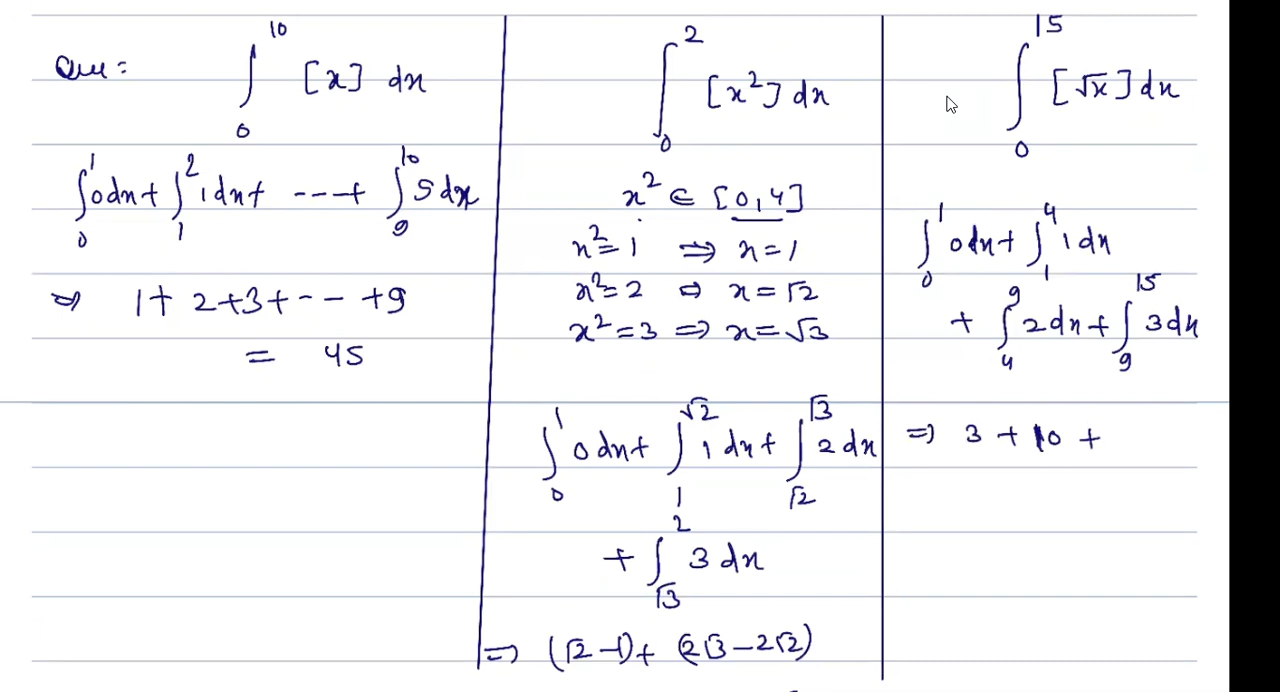 Que: ∫₀¹⁰ [x] dx
∫₀¹ 0dx + ∫₁² 1dx + ---+ ∫₉¹⁰ 9dx
⇒ 1+ 2+3+-- +9
= 45
∫₀² [x²] dx
x² ∈ [0,4]
x²=1 ⇒ x=1
x²=2 ⇒ x=√2
x²=3 ⇒ x=√3
∫₀¹ 0dx + ∫₁^√2 1dx + ∫_√2^√3 2dx
+ ∫_√3² 3dx
⇒ (√2-1)+ (2√3-2√2)
∫₀¹⁵ [√x] dx
∫₀¹ 0dx + ∫₁⁴ 1dx
+ ∫₄⁹ 2dx + ∫₉¹⁵ 3dx
⇒ 3 + 10 +